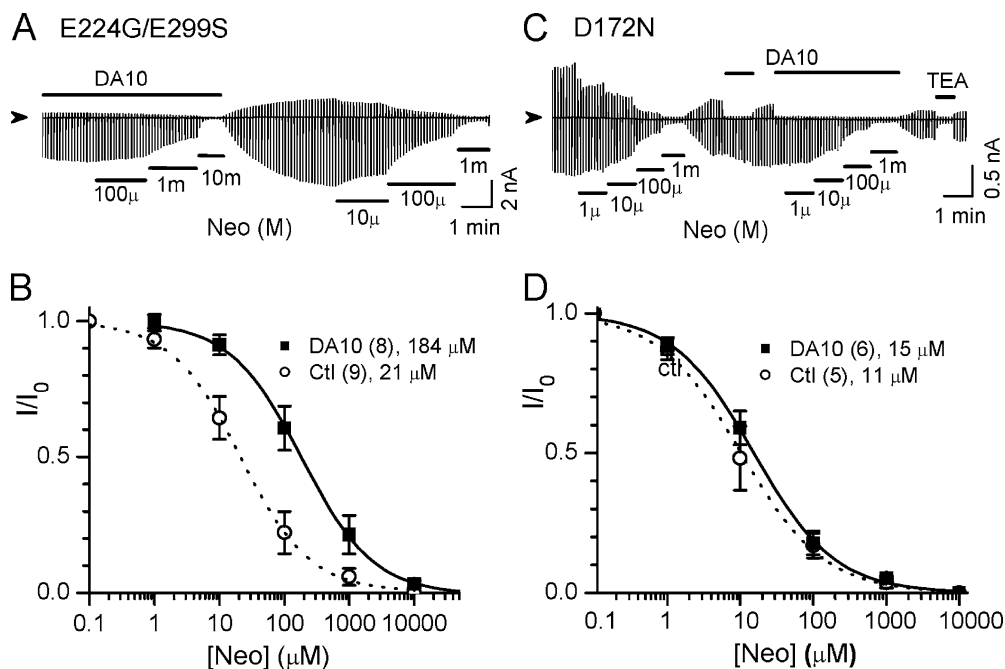 A E224G/E299S
DA10
100μ
1m
10m
10μ
100μ
1m
2 nA
1 min
Neo (M)
C D172N
DA10
TEA
1μ
10μ
100μ
1m
1μ
10μ
100μ
1m
0.5 nA
1 min
Neo (M)
B
I/I0
1.0
0.5
0.0
DA10 (8), 184 μM
Ctl (9), 21 μM
0.1 1 10 100 1000 10000
[Neo] (μM)
D
I/I0
1.0
0.5
0.0
DA10 (6), 15 μM
Ctl (5), 11 μM
ctl
0.1 1 10 100 1000 10000
[Neo] (μM)